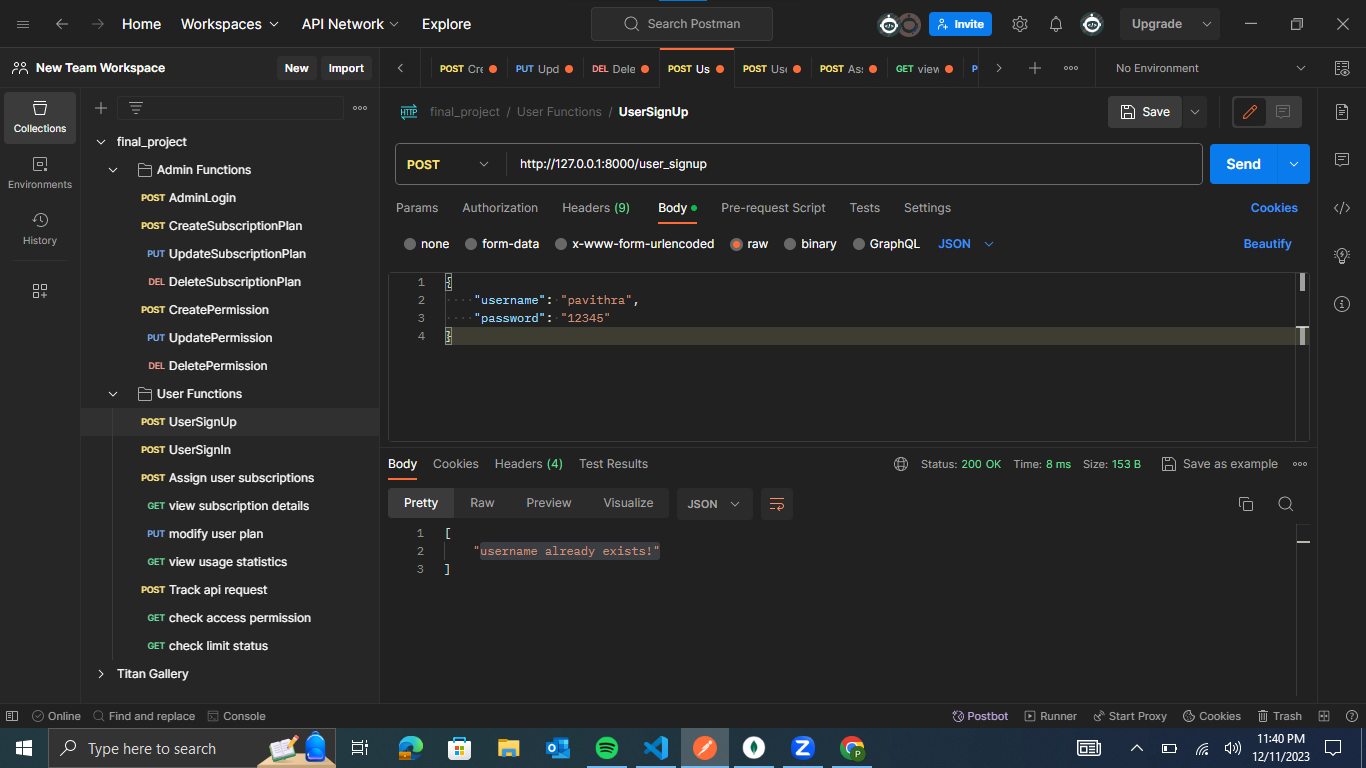 Home Workspaces API Network Explore Search Postman Invite Upgrade
New Team Workspace New Import
POST Cre PUT Upd DEL Dele POST Us POST Use POST Ass GET view P No Environment
Collections
Environments
History
final_project
Admin Functions
POST AdminLogin
POST CreateSubscriptionPlan
PUT UpdateSubscriptionPlan
DEL DeleteSubscriptionPlan
POST CreatePermission
PUT UpdatePermission
DEL DeletePermission
User Functions
POST UserSignUp
POST UserSignIn
POST Assign user subscriptions
GET view subscription details
PUT modify user plan
GET view usage statistics
POST Track api request
GET check access permission
GET check limit status
Titan Gallery
HTTP final_project / User Functions / UserSignUp Save
POST http://127.0.0.1:8000/user_signup Send
Params Authorization Headers (9) Body Pre-request Script Tests Settings Cookies
none form-data x-www-form-urlencoded raw binary GraphQL JSON Beautify
1 {
2 "username": "pavithra",
3 "password": "12345"
4 }
Body Cookies Headers (4) Test Results Status: 200 OK Time: 8 ms Size: 153 B Save as example
Pretty Raw Preview Visualize JSON
1 [
2 "username already exists!"
3 ]
Online Find and replace Console Postbot Runner Start Proxy Cookies Trash
Type here to search
P
11:40 PM
12/11/2023